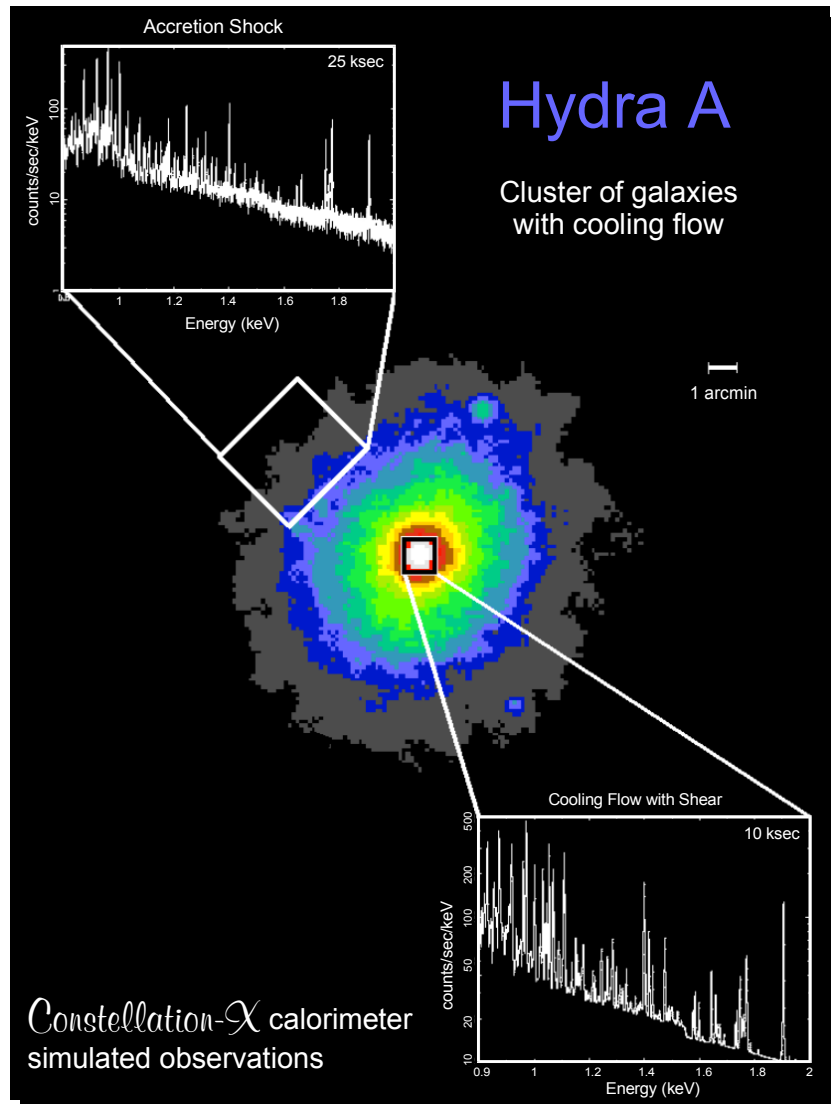 Accretion Shock
25 ksec
counts/sec/keV
100
10
1
1
1.2
1.4
1.6
1.8
Energy (keV)
Hydra A
Cluster of galaxies
with cooling flow
1 arcmin
Cooling Flow with Shear
10 ksec
counts/sec/keV
500
200
100
50
20
10
0.9
1
1.2
1.4
1.6
1.8
2
Energy (keV)
Constellation-X calorimeter
simulated observations